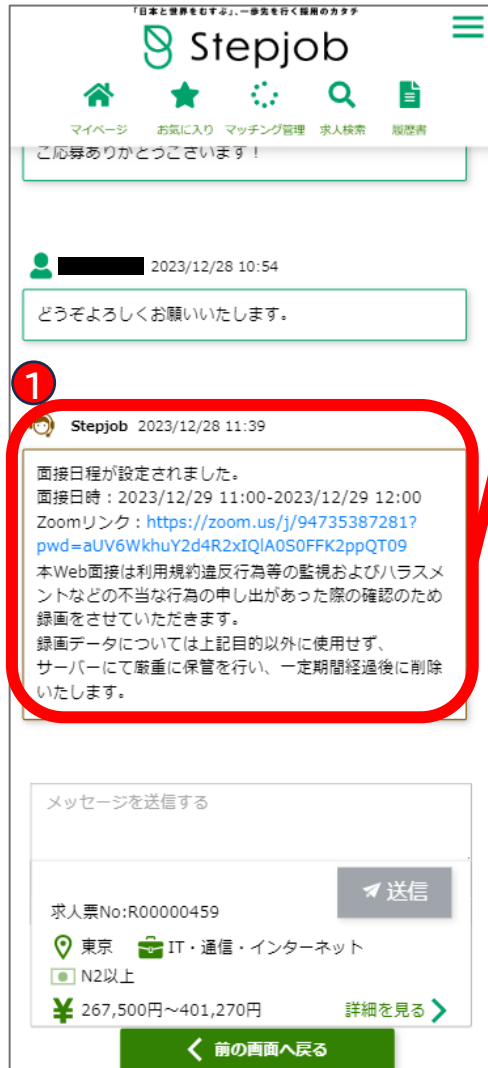 「日本と世界をむすぶ」、一歩先を行く採用のカタチ
Stepjob
マイページ お気に入り マッチング管理 求人検索 履歴書
ご応募ありがとうございます！
2023/12/28 10:54
どうぞよろしくお願いいたします。
1
Stepjob 2023/12/28 11:39
面接日程が設定されました。
面接日時：2023/12/29 11:00-2023/12/29 12:00
Zoomリンク：https://zoom.us/j/94735387281?
pwd=aUV6WkhuY2d4R2xIQlA0S0FFK2ppQT09
本Web面接は利用規約違反行為等の監視およびハラスメ
ントなどの不当な行為の申し出があった際の確認のため
録画をさせていただきます。
録画データについては上記目的以外に使用せず、
サーバーにて厳重に保管を行い、一定期間経過後に削除
いたします。
メッセージを送信する
送信
求人票No:R00000459
東京 IT・通信・インターネット
N2以上
267,500円～401,270円 詳細を見る
前の画面へ戻る